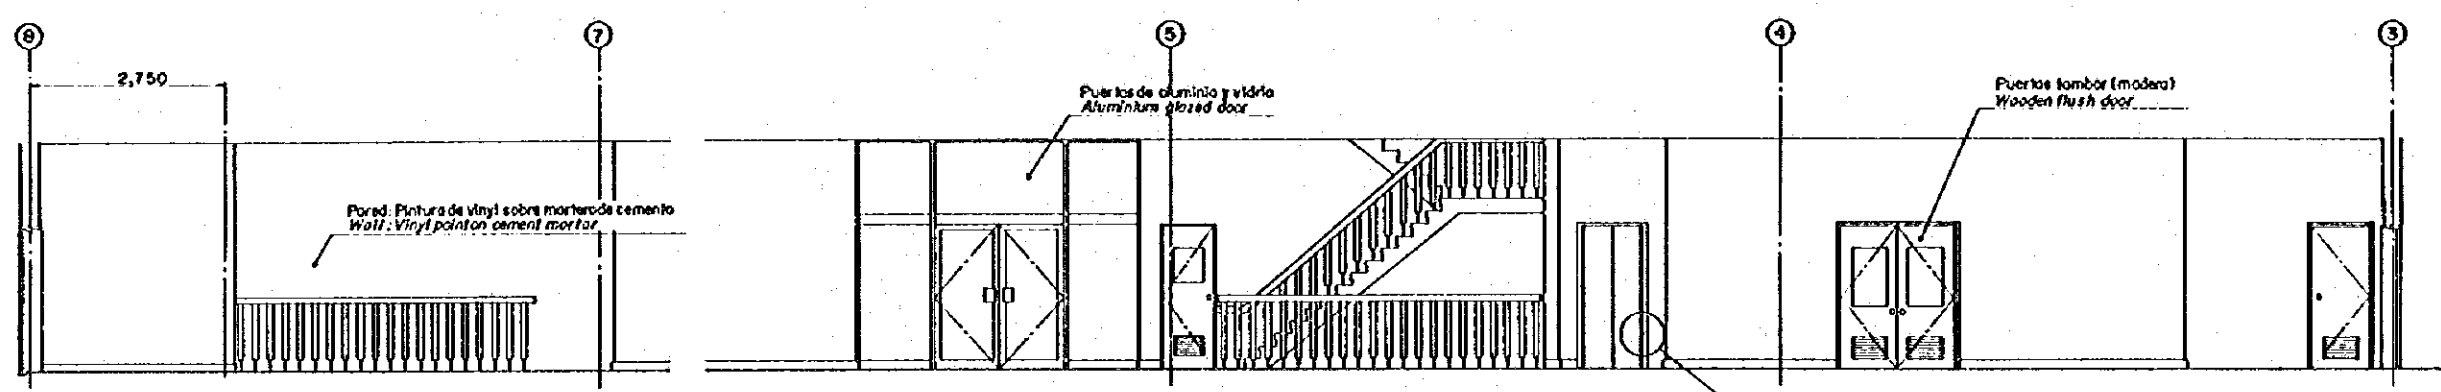 8
7
5
4
3
2,750
Puertas de aluminio y vidrio
Aluminium glazed door
Puertas tambor (madera)
Wooden flush door
Pared: Pintura de Vinyl sobre mortero de cemento
Wall: Vinyl paint on cement mortar